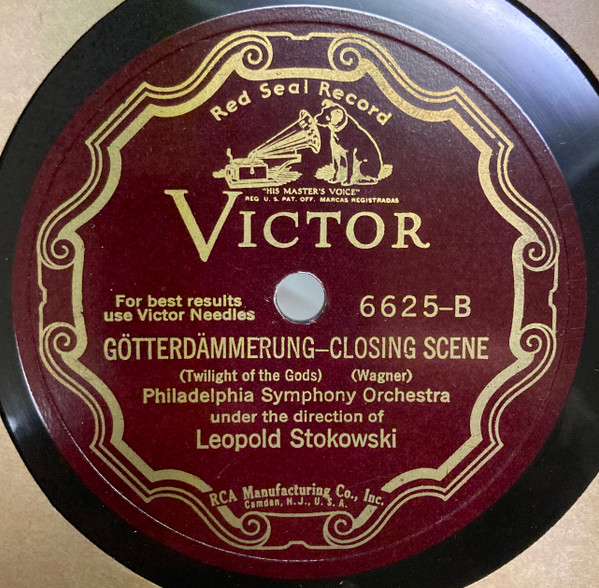 Red Seal Record
"HIS MASTER'S VOICE"
REG. U. S. PAT. OFF. MARCAS REGISTRADAS
VICTOR
For best results
use Victor Needles
6625-B
GÖTTERDÄMMERUNG—CLOSING SCENE
(Twilight of the Gods) (Wagner)
Philadelphia Symphony Orchestra
under the direction of
Leopold Stokowski
RCA Manufacturing Co., Inc.
Camden, N. J., U. S. A.